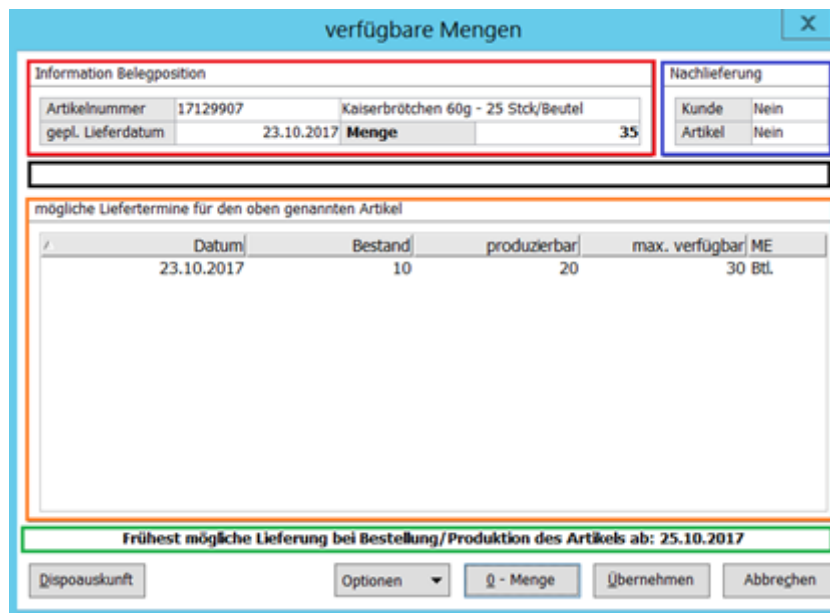 verfügbare Mengen
X
Information Belegposition
Nachlieferung
Artikelnummer 17129907 Kaiserbrötchen 60g - 25 Stck/Beutel
Kunde Nein
gepl. Lieferdatum 23.10.2017 Menge 35
Artikel Nein
mögliche Liefertermine für den oben genannten Artikel
Datum Bestand produzierbar max. verfügbar ME
23.10.2017 10 20 30 Btl.
Frühest mögliche Lieferung bei Bestellung/Produktion des Artikels ab: 25.10.2017
Dispoauskunft Optionen 0 - Menge Übernehmen Abbrechen